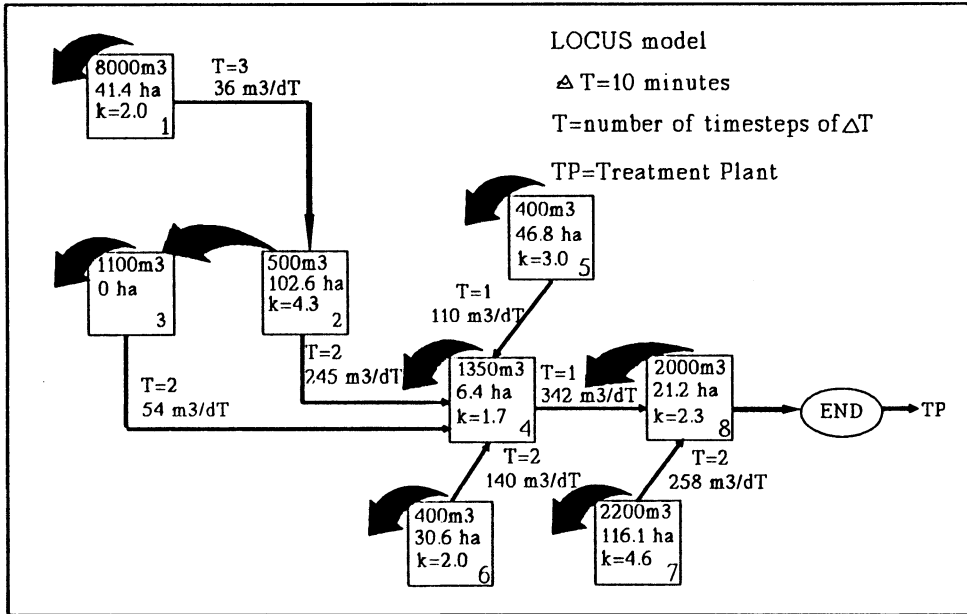 LOCUS model
△ T=10 minutes
T=number of timesteps of △T
TP=Treatment Plant
8000m3
41.4 ha
k=2.0
1
T=3
36 m3/dT
400m3
46.8 ha
k=3.0
5
1100m3
0 ha
3
500m3
102.6 ha
k=4.3
2
T=1
110 m3/dT
T=2
245 m3/dT
T=2
54 m3/dT
1350m3
6.4 ha
k=1.7
4
T=1
342 m3/dT
2000m3
21.2 ha
k=2.3
8
END
TP
T=2
140 m3/dT
T=2
258 m3/dT
400m3
30.6 ha
k=2.0
6
2200m3
116.1 ha
k=4.6
7